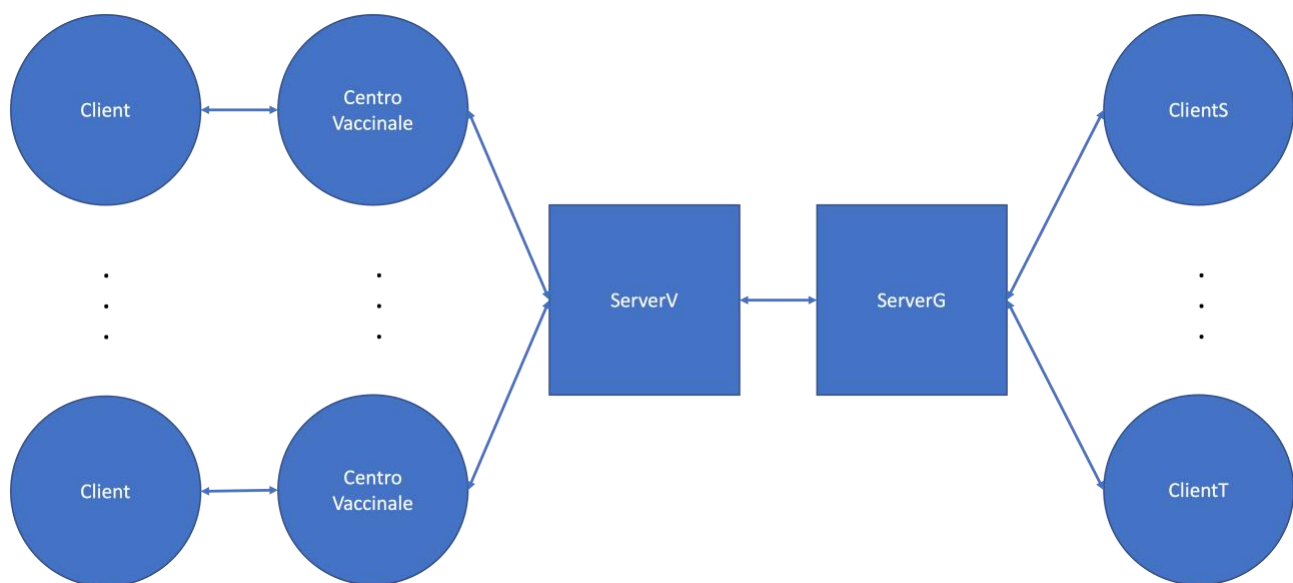 Client
Centro
Vaccinale
ClientS
ServerV
ServerG
Client
Centro
Vaccinale
ClientT